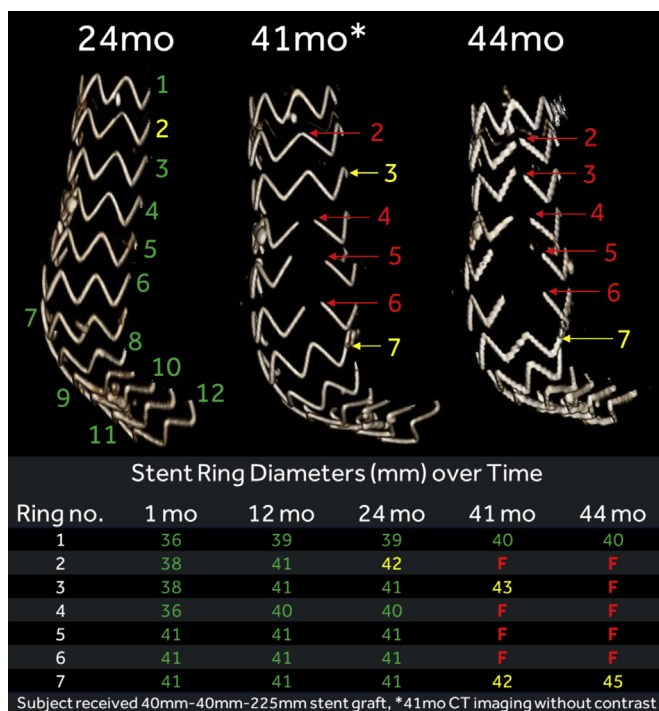 24mo 41mo* 44mo
1
2
3
4
5
6
7
8
9
10
11
12
2
3
4
5
6
7
2
3
4
5
6
7
Stent Ring Diameters (mm) over Time
Ring no. 1 mo 12 mo 24 mo 41 mo 44 mo
1 36 39 39 40 40
2 38 41 42 F F
3 38 41 41 43 F
4 36 40 40 F F
5 41 41 41 F F
6 41 41 41 F F
7 41 41 41 42 45
Subject received 40mm-40mm-225mm stent graft, *41mo CT imaging without contrast